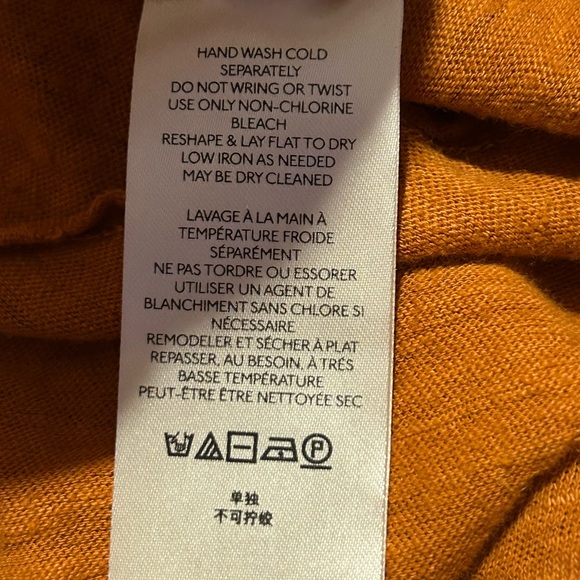 HAND WASH COLD
SEPARATELY
DO NOT WRING OR TWIST
USE ONLY NON-CHLORINE
BLEACH
RESHAPE & LAY FLAT TO DRY
LOW IRON AS NEEDED
MAY BE DRY CLEANED
LAVAGE À LA MAIN À
TEMPÉRATURE FROIDE
SÉPARÉMENT
NE PAS TORDRE OU ESSORER
UTILISER UN AGENT DE
BLANCHIMENT SANS CHLORE SI
NÉCESSAIRE
REMODELER ET SÉCHER À PLAT
REPASSER, AU BESOIN, À TRÈS
BASSE TEMPÉRATURE
PEUT-ÊTRE ÊTRE NETTOYÉE SEC
P
单独
不可拧绞